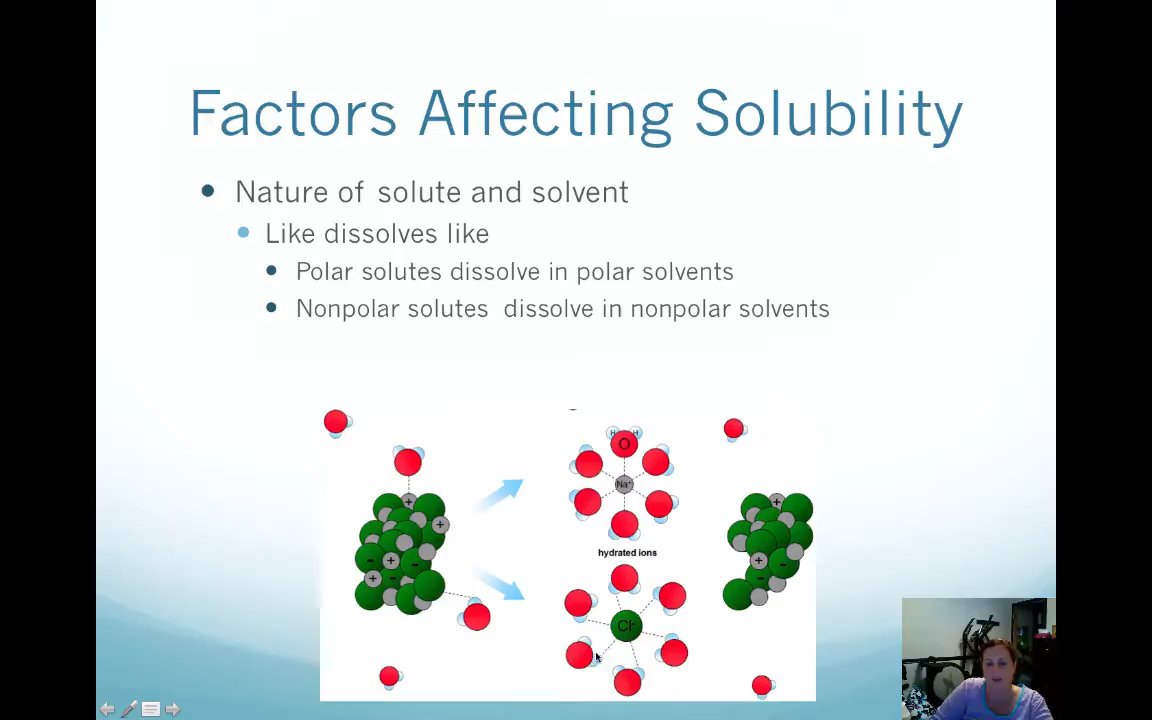 Factors Affecting Solubility
Nature of solute and solvent
Like dissolves like
Polar solutes dissolve in polar solvents
Nonpolar solutes dissolve in nonpolar solvents
H H
O
Na⁺
+
+
- + -
+ -
hydrated ions
Cl⁻
+
+ -
-